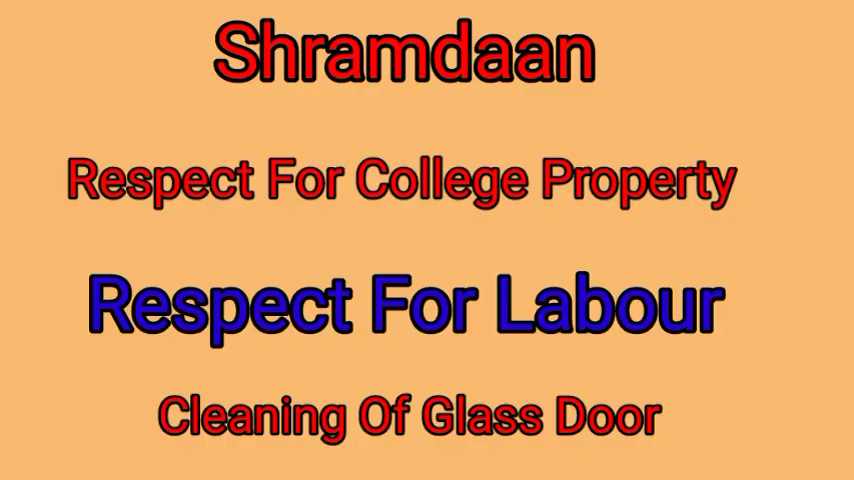 Shramdaan
Respect For College Property
Respect For Labour
Cleaning Of Glass Door